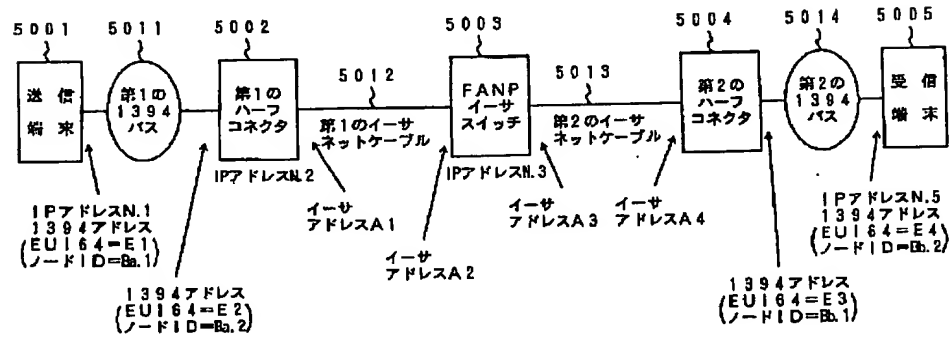 5001
5011
5002
5003
5004
5014
5005
5012
5013
送信
端末
第1の
1394
バス
第1の
ハーフ
コネクタ
FANP
イーサ
スイッチ
第2の
ハーフ
コネクタ
第2の
1394
バス
受信
端末
第1のイーサ
ネットケーブル
第2のイーサ
ネットケーブル
IPアドレスN.2
IPアドレスN.3
IPアドレスN.1
1394アドレス
(EUI64=E1)
(ノードID=Ba.1)
イーサ
アドレスA1
イーサ
アドレスA2
イーサ
アドレスA3
イーサ
アドレスA4
IPアドレスN.5
1394アドレス
(EUI64=E4)
(ノードID=Bb.2)
1394アドレス
(EUI64=E2)
(ノードID=Ba.2)
1394アドレス
(EUI64=E3)
(ノードID=Bb.1)